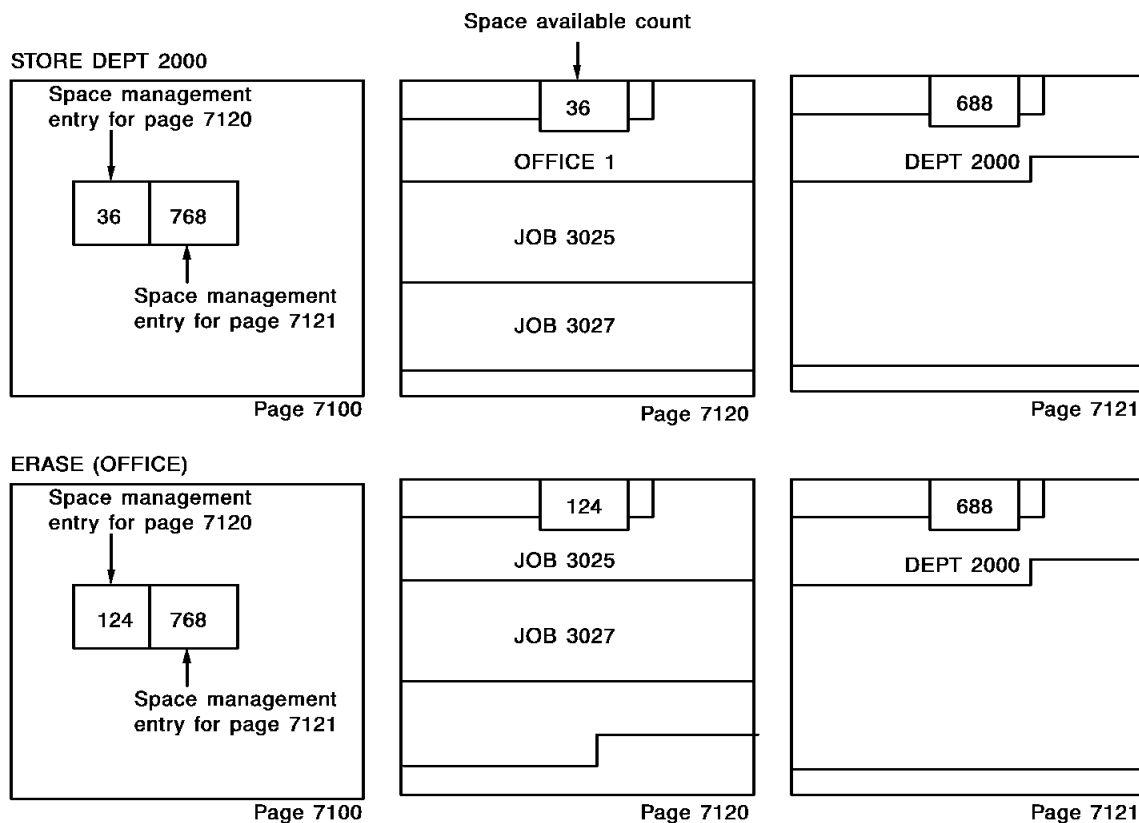 Space available count
STORE DEPT 2000
Space management
entry for page 7120
36 768
Space management
entry for page 7121
Page 7100
36
OFFICE 1
JOB 3025
JOB 3027
Page 7120
688
DEPT 2000
Page 7121
ERASE (OFFICE)
Space management
entry for page 7120
124 768
Space management
entry for page 7121
Page 7100
124
JOB 3025
JOB 3027
Page 7120
688
DEPT 2000
Page 7121